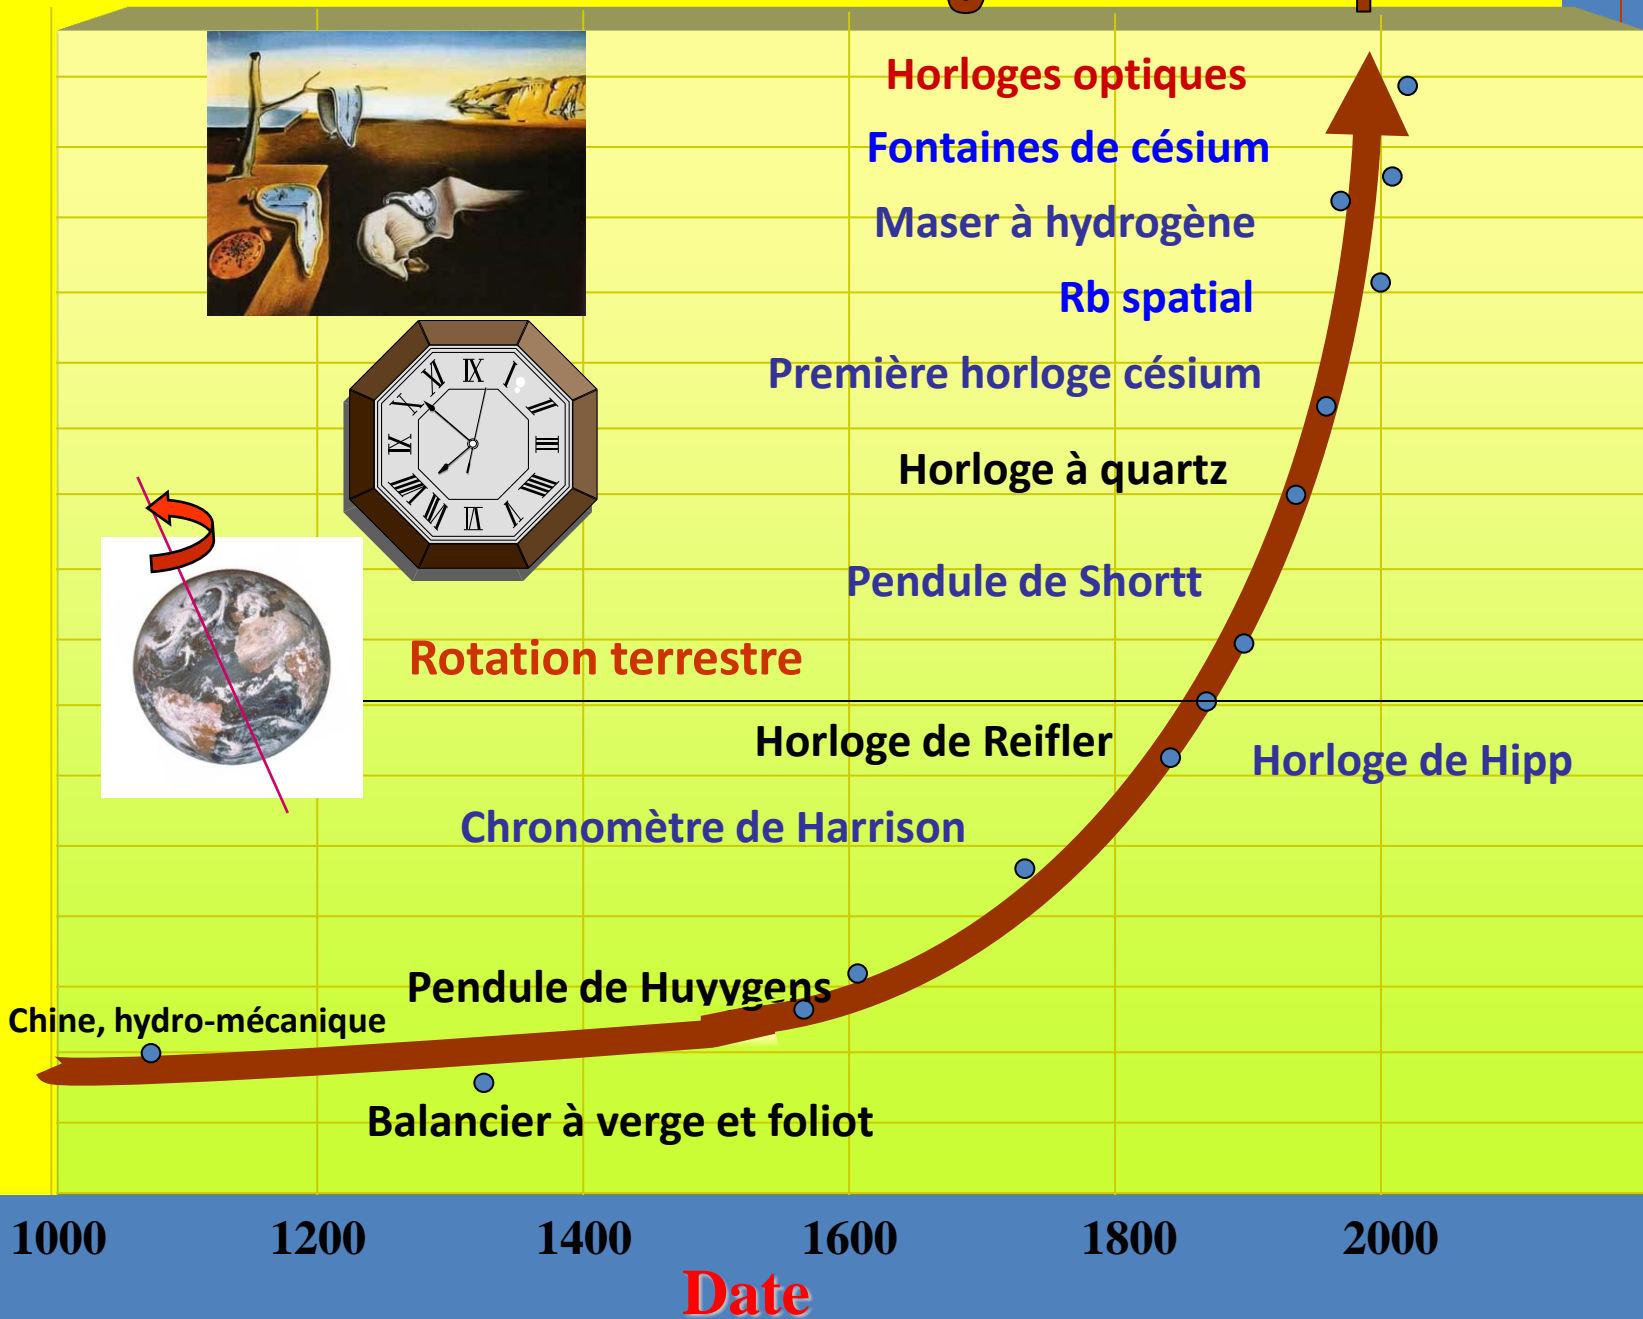 Horloges optiques
Fontaines de césium
Maser à hydrogène
Rb spatial
Première horloge césium
Horloge à quartz
Pendule de Shortt
Rotation terrestre
Horloge de Reifler
Horloge de Hipp
Chronomètre de Harrison
Pendule de Huyygens
Chine, hydro-mécanique
Balancier à verge et foliot
1000 1200 1400 1600 1800 2000
Date